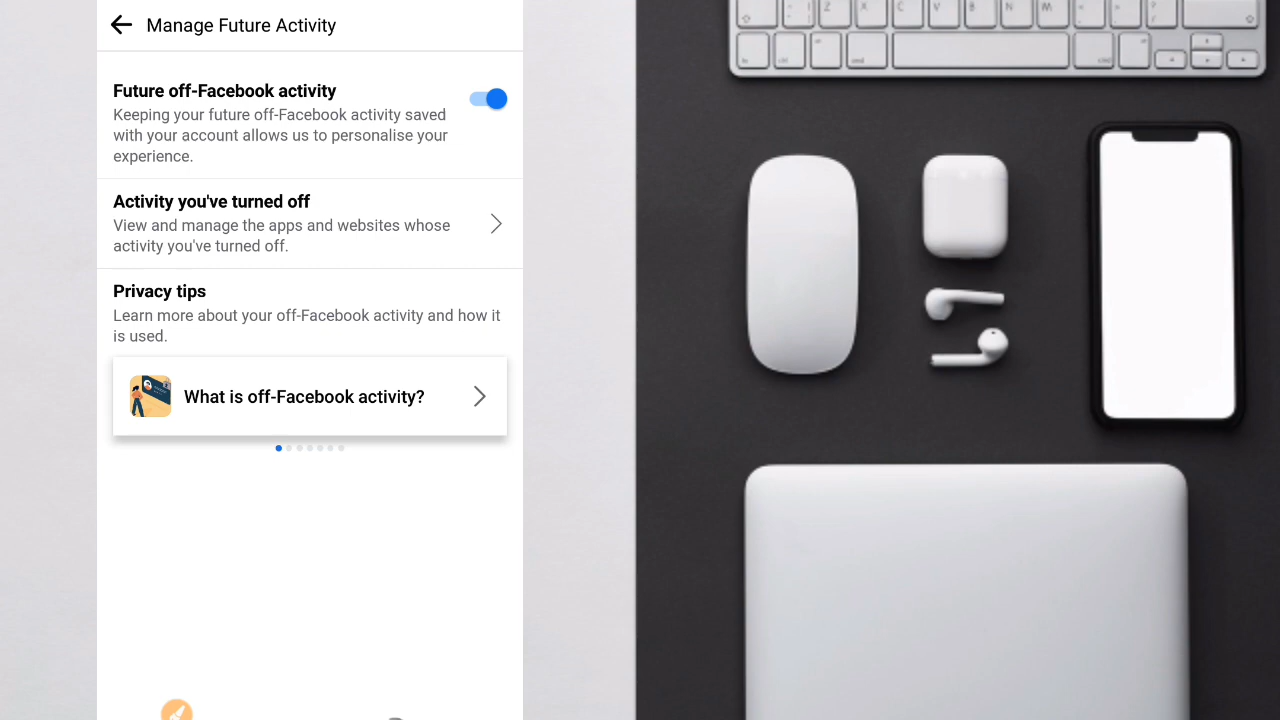 Manage Future Activity
Future off-Facebook activity
Keeping your future off-Facebook activity saved
with your account allows us to personalise your
experience.
Activity you've turned off
View and manage the apps and websites whose
activity you've turned off.
Privacy tips
Learn more about your off-Facebook activity and how it
is used.
What is off-Facebook activity?
Z X C V B N M